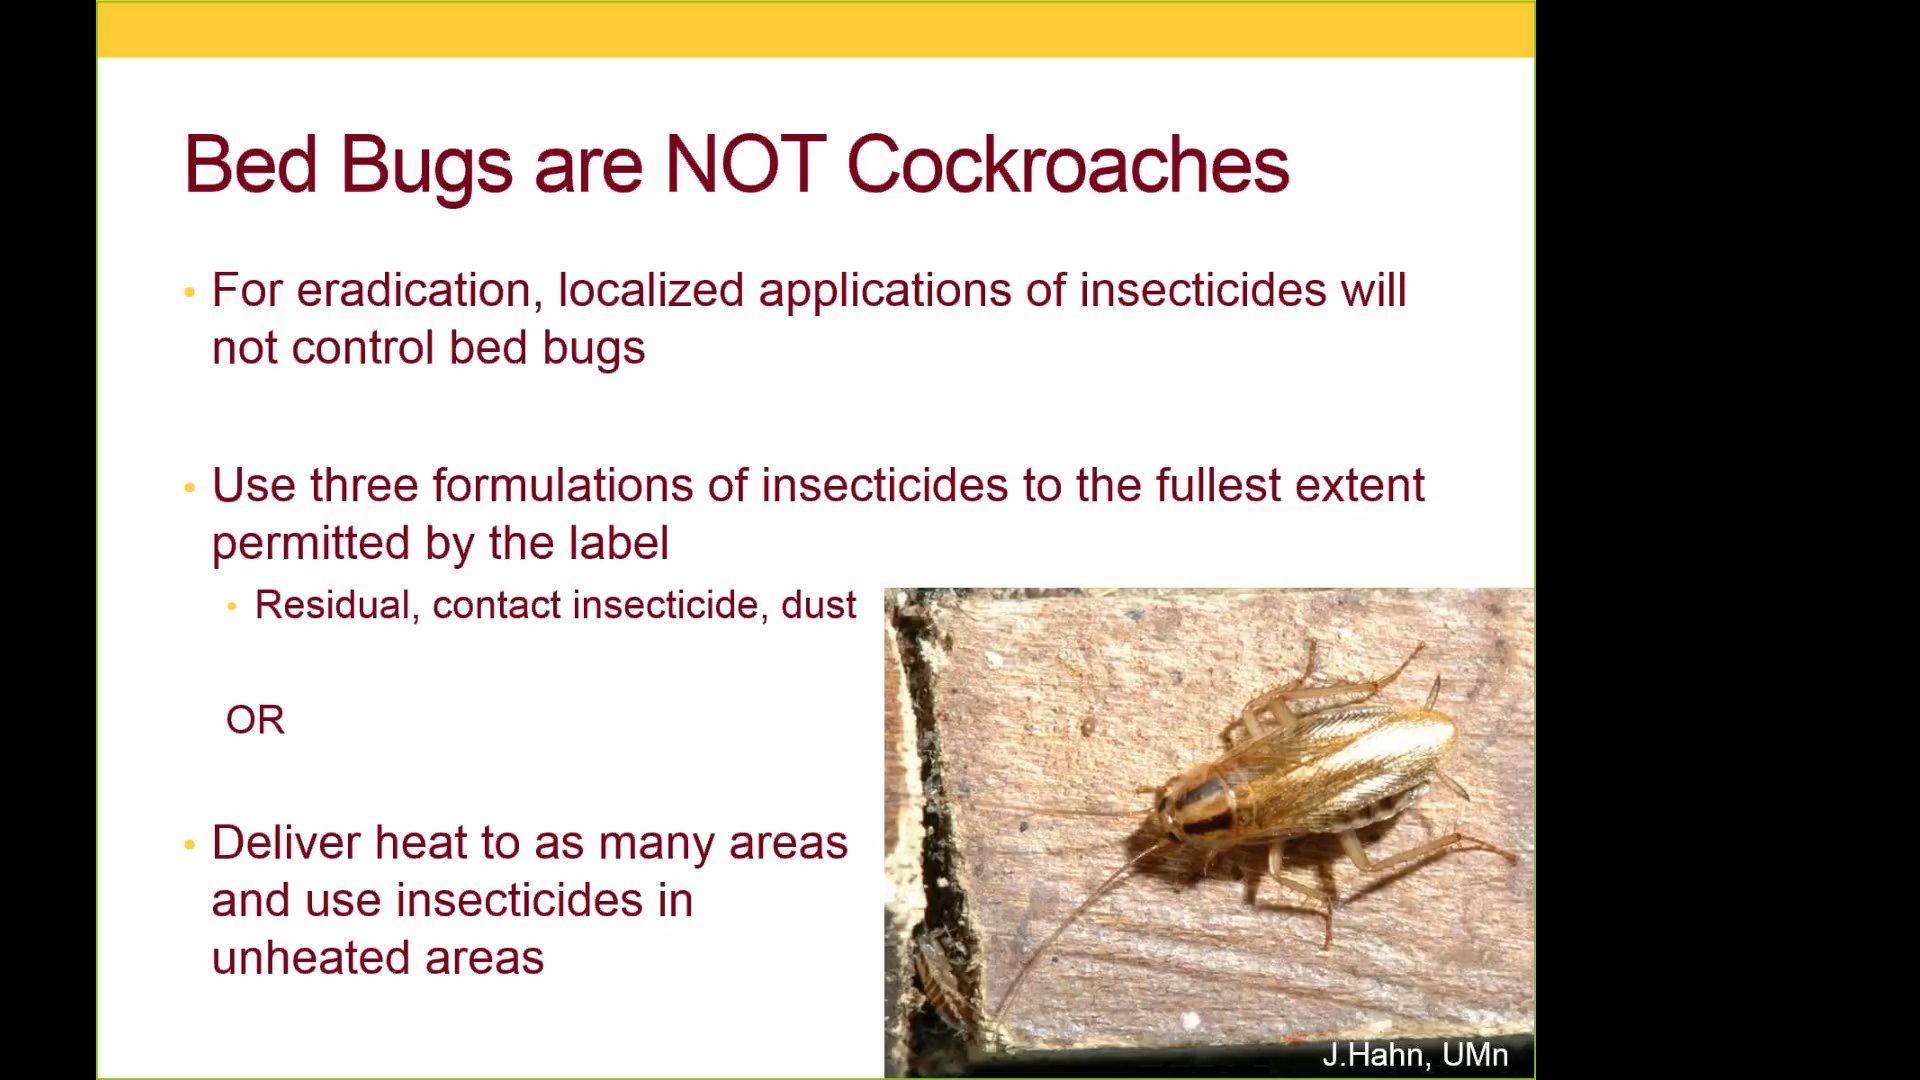 Bed Bugs are NOT Cockroaches
• For eradication, localized applications of insecticides will
not control bed bugs
• Use three formulations of insecticides to the fullest extent
permitted by the label
• Residual, contact insecticide, dust
OR
• Deliver heat to as many areas
and use insecticides in
unheated areas
J.Hahn, UMn